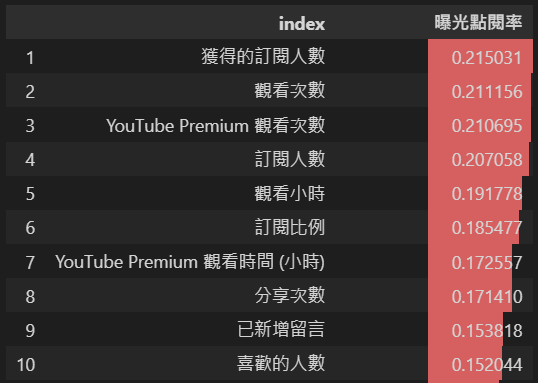 index 曝光點閱率
1 獲得的訂閱人數 0.215031
2 觀看次數 0.211156
3 YouTube Premium 觀看次數 0.210695
4 訂閱人數 0.207058
5 觀看小時 0.191778
6 訂閱比例 0.185477
7 YouTube Premium 觀看時間 (小時) 0.172557
8 分享次數 0.171410
9 已新增留言 0.153818
10 喜歡的人數 0.152044